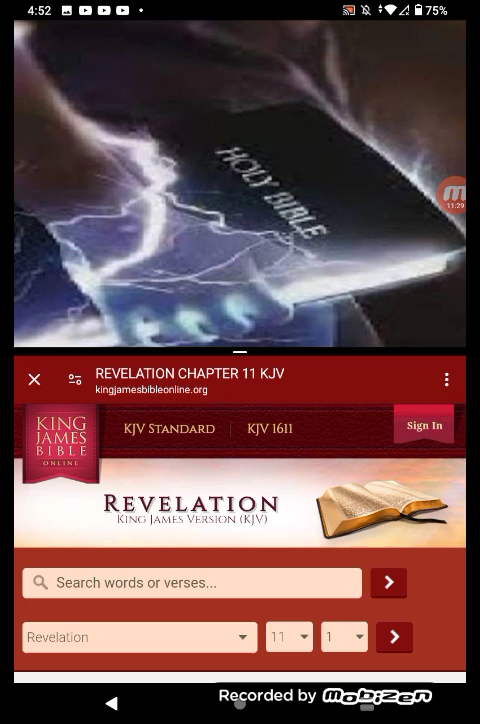 4:52
75%
HOLY BIBLE
11:29
REVELATION CHAPTER 11 KJV
kingjamesbibleonline.org
KING
JAMES
BIBLE
ONLINE
KJV STANDARD
KJV 1611
Sign In
REVELATION
KING JAMES VERSION (KJV)
Search words or verses...
Revelation
11
1
Recorded by MOBIZEN